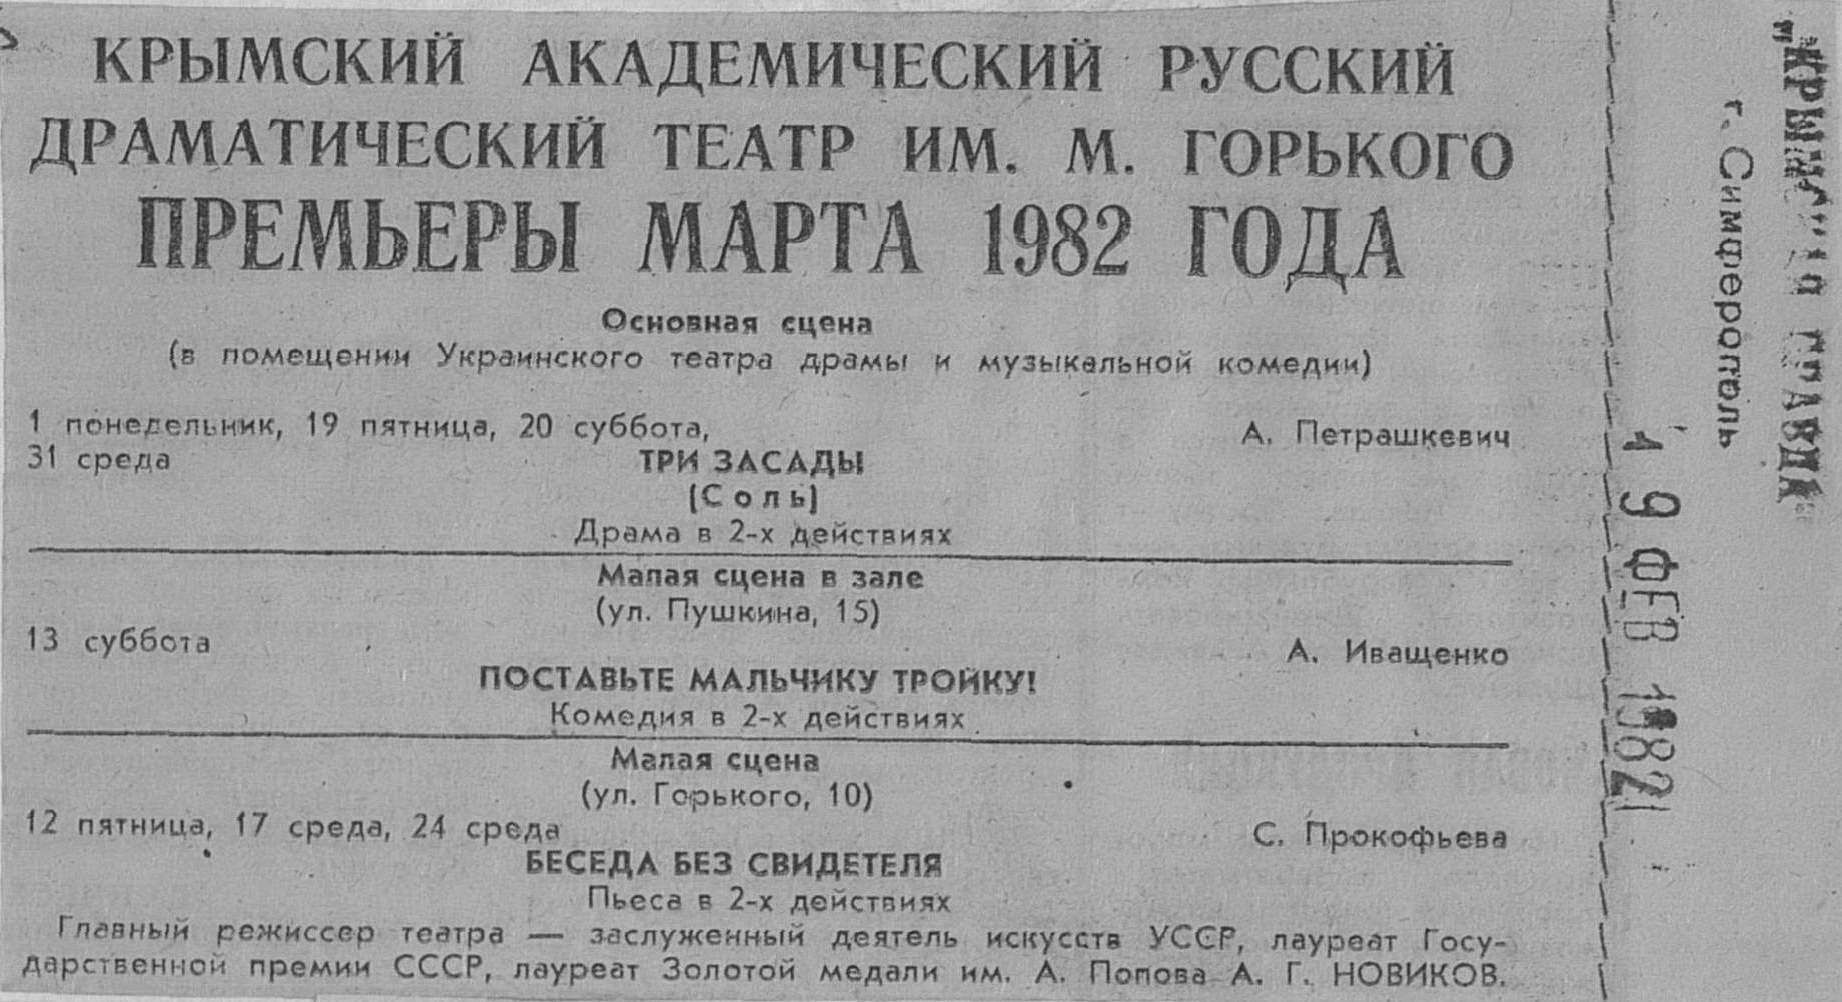 КРЫМСКИЙ АКАДЕМИЧЕСКИЙ РУССКИЙ
ДРАМАТИЧЕСКИЙ ТЕАТР ИМ. М. ГОРЬКОГО
ПРЕМЬЕРЫ МАРТА 1982 ГОДА
Основная сцена
(в помещении Украинского театра драмы и музыкальной комедии)
1 понедельник, 19 пятница, 20 суббота, А. Петрашкевич
31 среда ТРИ ЗАСАДЫ
(Соль)
Драма в 2-х действиях
Малая сцена в зале
(ул. Пушкина, 15)
13 суббота А. Иващенко
ПОСТАВЬТЕ МАЛЬЧИКУ ТРОЙКУ!
Комедия в 2-х действиях
Малая сцена
(ул. Горького, 10)
12 пятница, 17 среда, 24 среда С. Прокофьева
БЕСЕДА БЕЗ СВИДЕТЕЛЯ
Пьеса в 2-х действиях
Главный режиссер театра — заслуженный деятель искусств УССР, лауреат Госу-
дарственной премии СССР, лауреат Золотой медали им. А. Попова А. Г. НОВИКОВ.
„КРЫМСКАЯ ПРАВДА
г. Симферополь
19 ФЕВ 1982